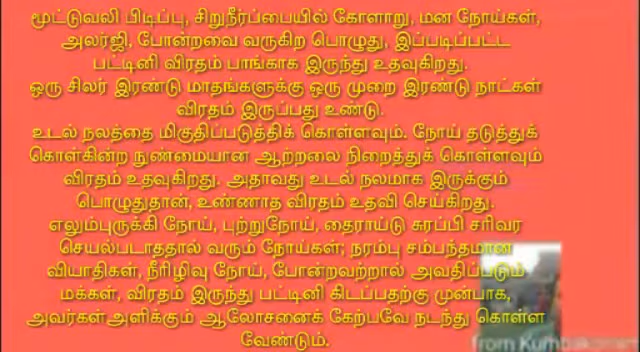 மூட்டுவலி பிடிப்பு, சிறுநீர்ப்பையில் கோளாறு, மன நோய்கள்,
அலர்ஜி, போன்றவை வருகிற பொழுது, இப்படிப்பட்ட
பட்டினி விரதம் பாங்காக இருந்து உதவுகிறது.
ஒரு சிலர் இரண்டு மாதங்களுக்கு ஒரு முறை இரண்டு நாட்கள்
விரதம் இருப்பது உண்டு.
உடல் நலத்தை மிகுதிப்படுத்திக் கொள்ளவும். நோய் தடுத்துக்
கொள்கின்ற நுண்மையான ஆற்றலை நிறைத்துக் கொள்ளவும்
விரதம் உதவுகிறது. அதாவது உடல் நலமாக இருக்கும்
பொழுதுதான், உண்ணாத விரதம் உதவி செய்கிறது.
எலும்புருக்கி நோய், புற்றுநோய், தைராய்டு சுரப்பி சரிவர
செயல்படாததால் வரும் நோய்கள்; நரம்பு சம்பந்தமான
வியாதிகள், நீரிழிவு நோய், போன்றவற்றால் அவதிப்படும்
மக்கள், விரதம் இருந்து பட்டினி கிடப்பதற்கு முன்பாக,
அவர்கள்அளிக்கும் ஆலோசனைக் கேற்பவே நடந்து கொள்ள
வேண்டும்.
from Kumbakonam